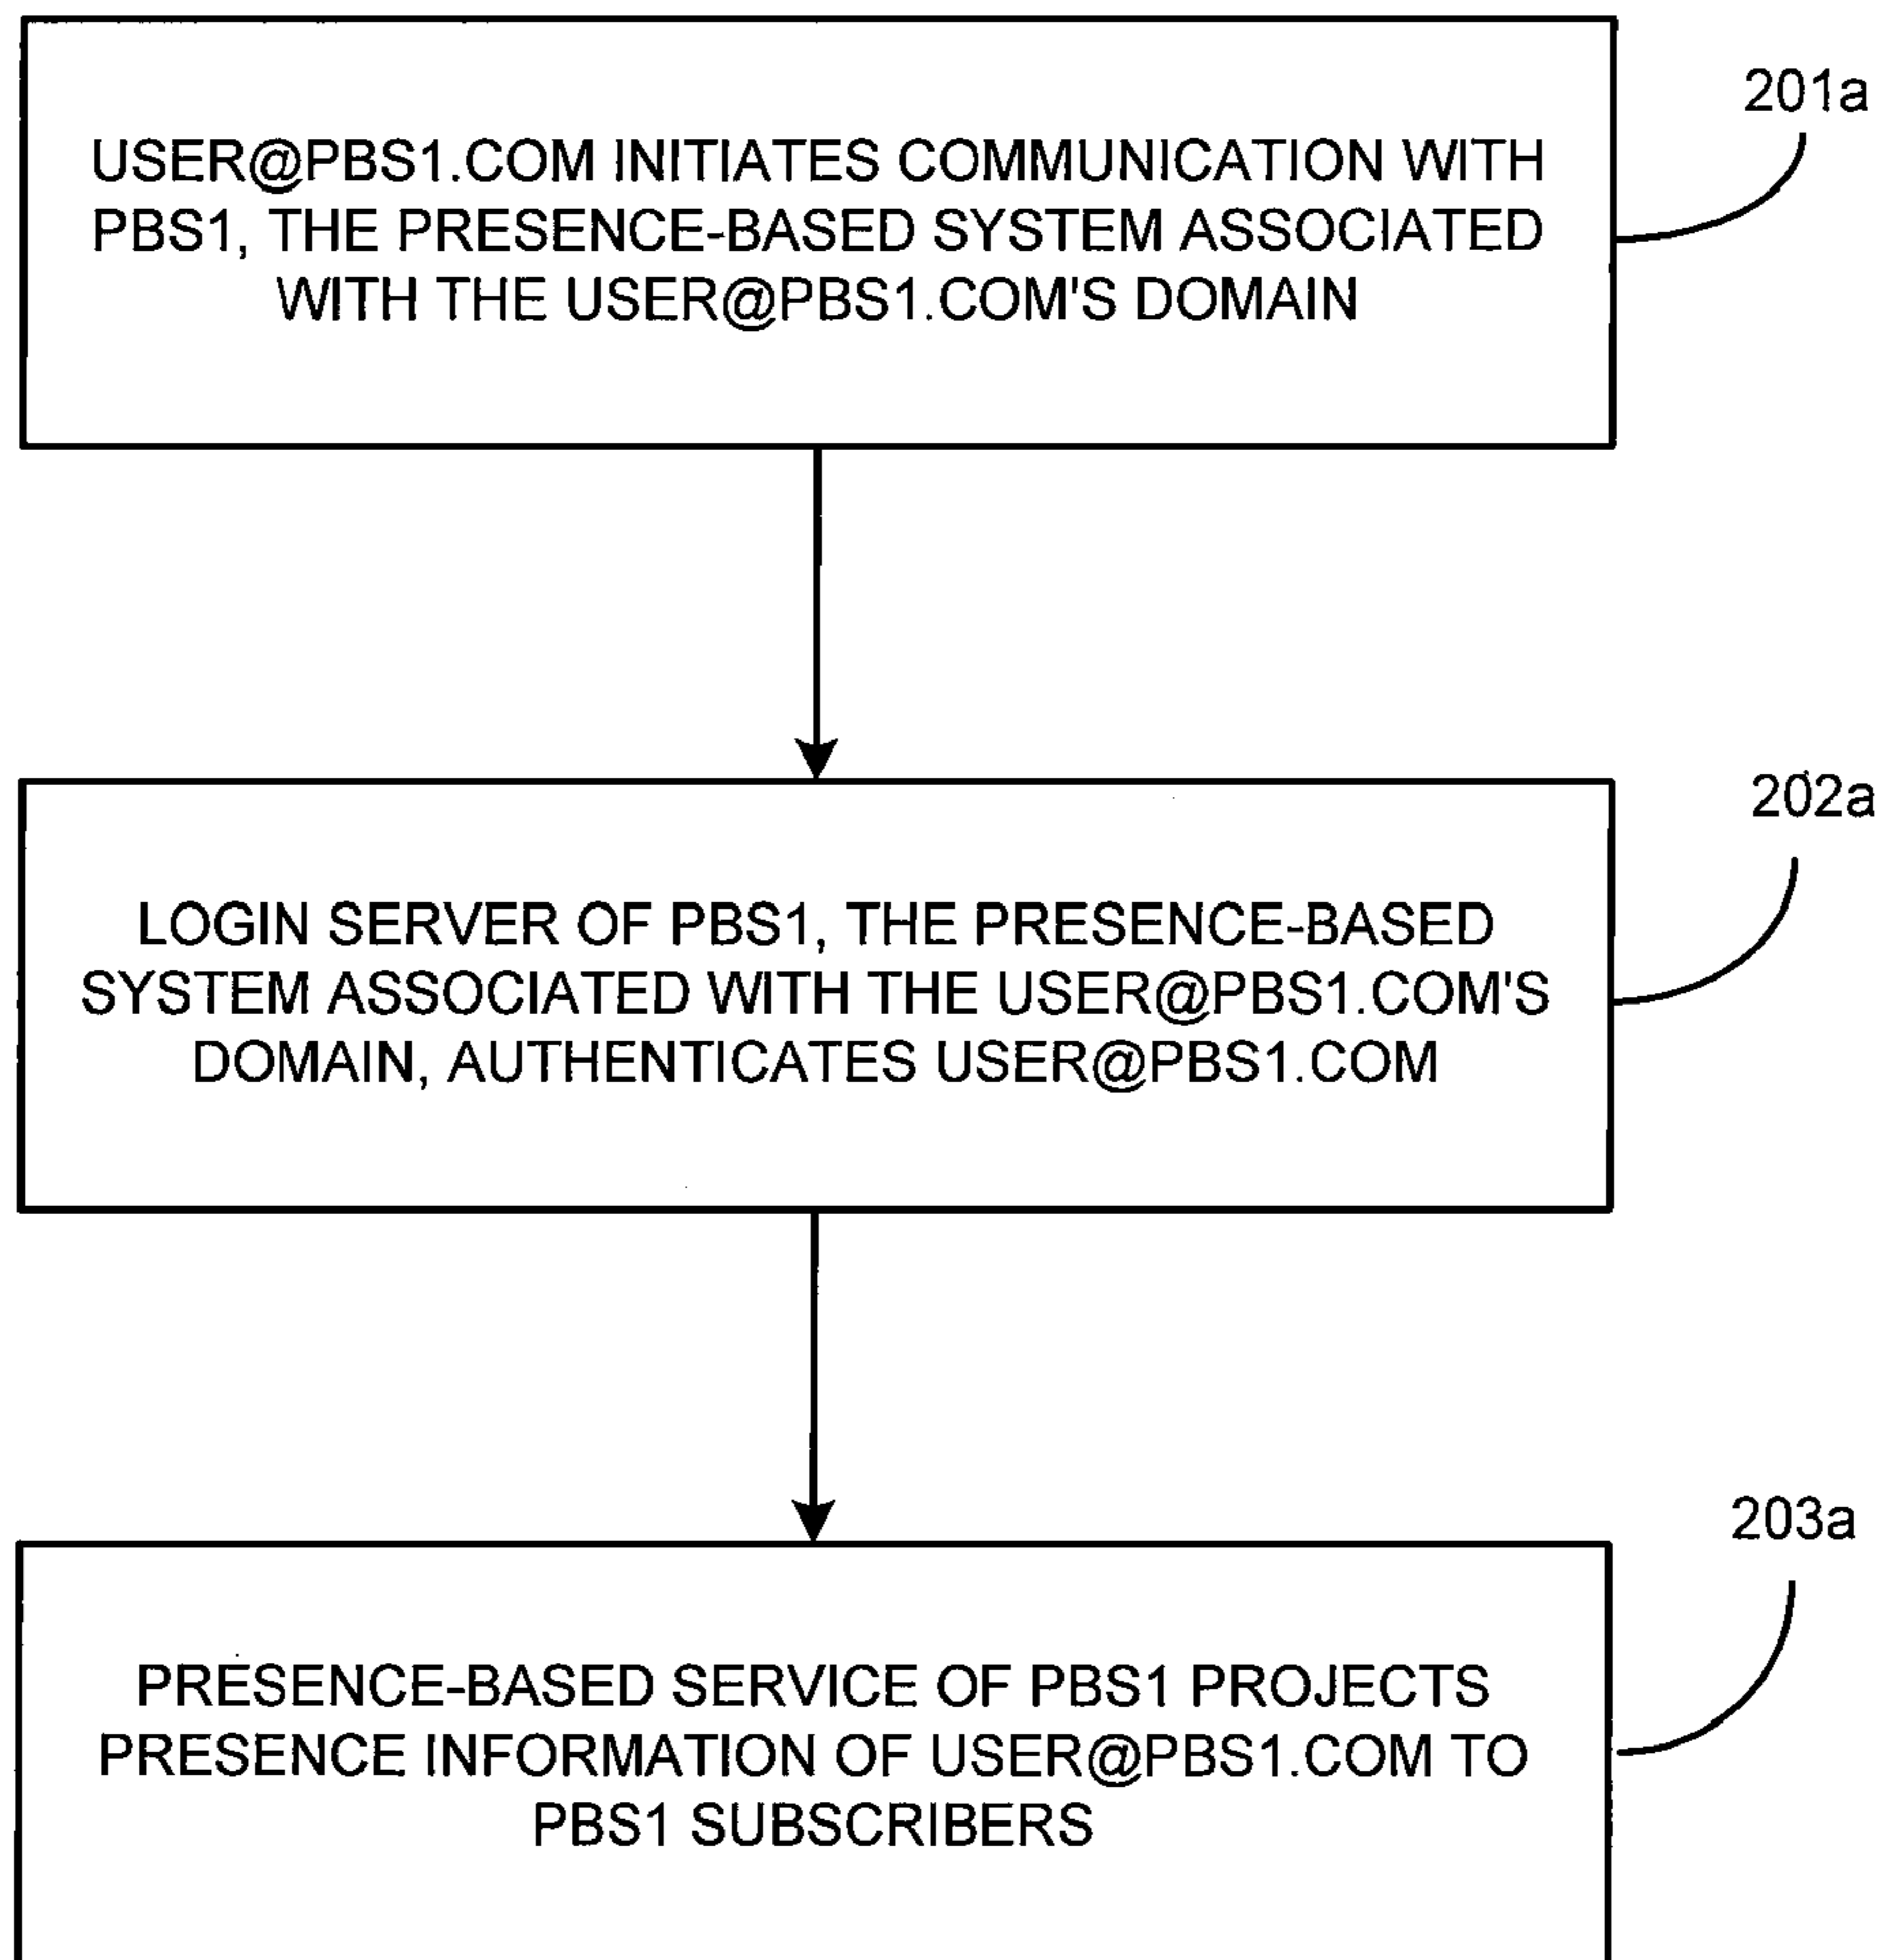 201a
USER@PBS1.COM INITIATES COMMUNICATION WITH
PBS1, THE PRESENCE-BASED SYSTEM ASSOCIATED
WITH THE USER@PBS1.COM'S DOMAIN
202a
LOGIN SERVER OF PBS1, THE PRESENCE-BASED
SYSTEM ASSOCIATED WITH THE USER@PBS1.COM'S
DOMAIN, AUTHENTICATES USER@PBS1.COM
203a
PRESENCE-BASED SERVICE OF PBS1 PROJECTS
PRESENCE INFORMATION OF USER@PBS1.COM TO
PBS1 SUBSCRIBERS